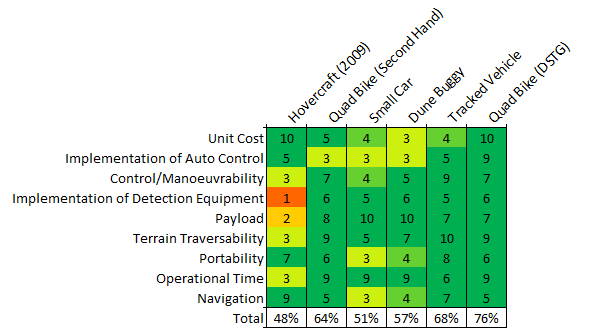 Hovercraft (2009)
Quad Bike (Second Hand)
Small Car
Dune Buggy
Tracked Vehicle
Quad Bike (DSTG)
Unit Cost 10 5 4 3 4 10
Implementation of Auto Control 5 3 3 3 5 9
Control/Manoeuvrability 3 7 4 5 9 7
Implementation of Detection Equipment 1 6 5 6 5 6
Payload 2 8 10 10 7 7
Terrain Traversability 3 9 5 7 10 9
Portability 7 6 3 4 8 6
Operational Time 3 9 9 9 6 9
Navigation 9 5 3 4 7 5
Total 48% 64% 51% 57% 68% 76%